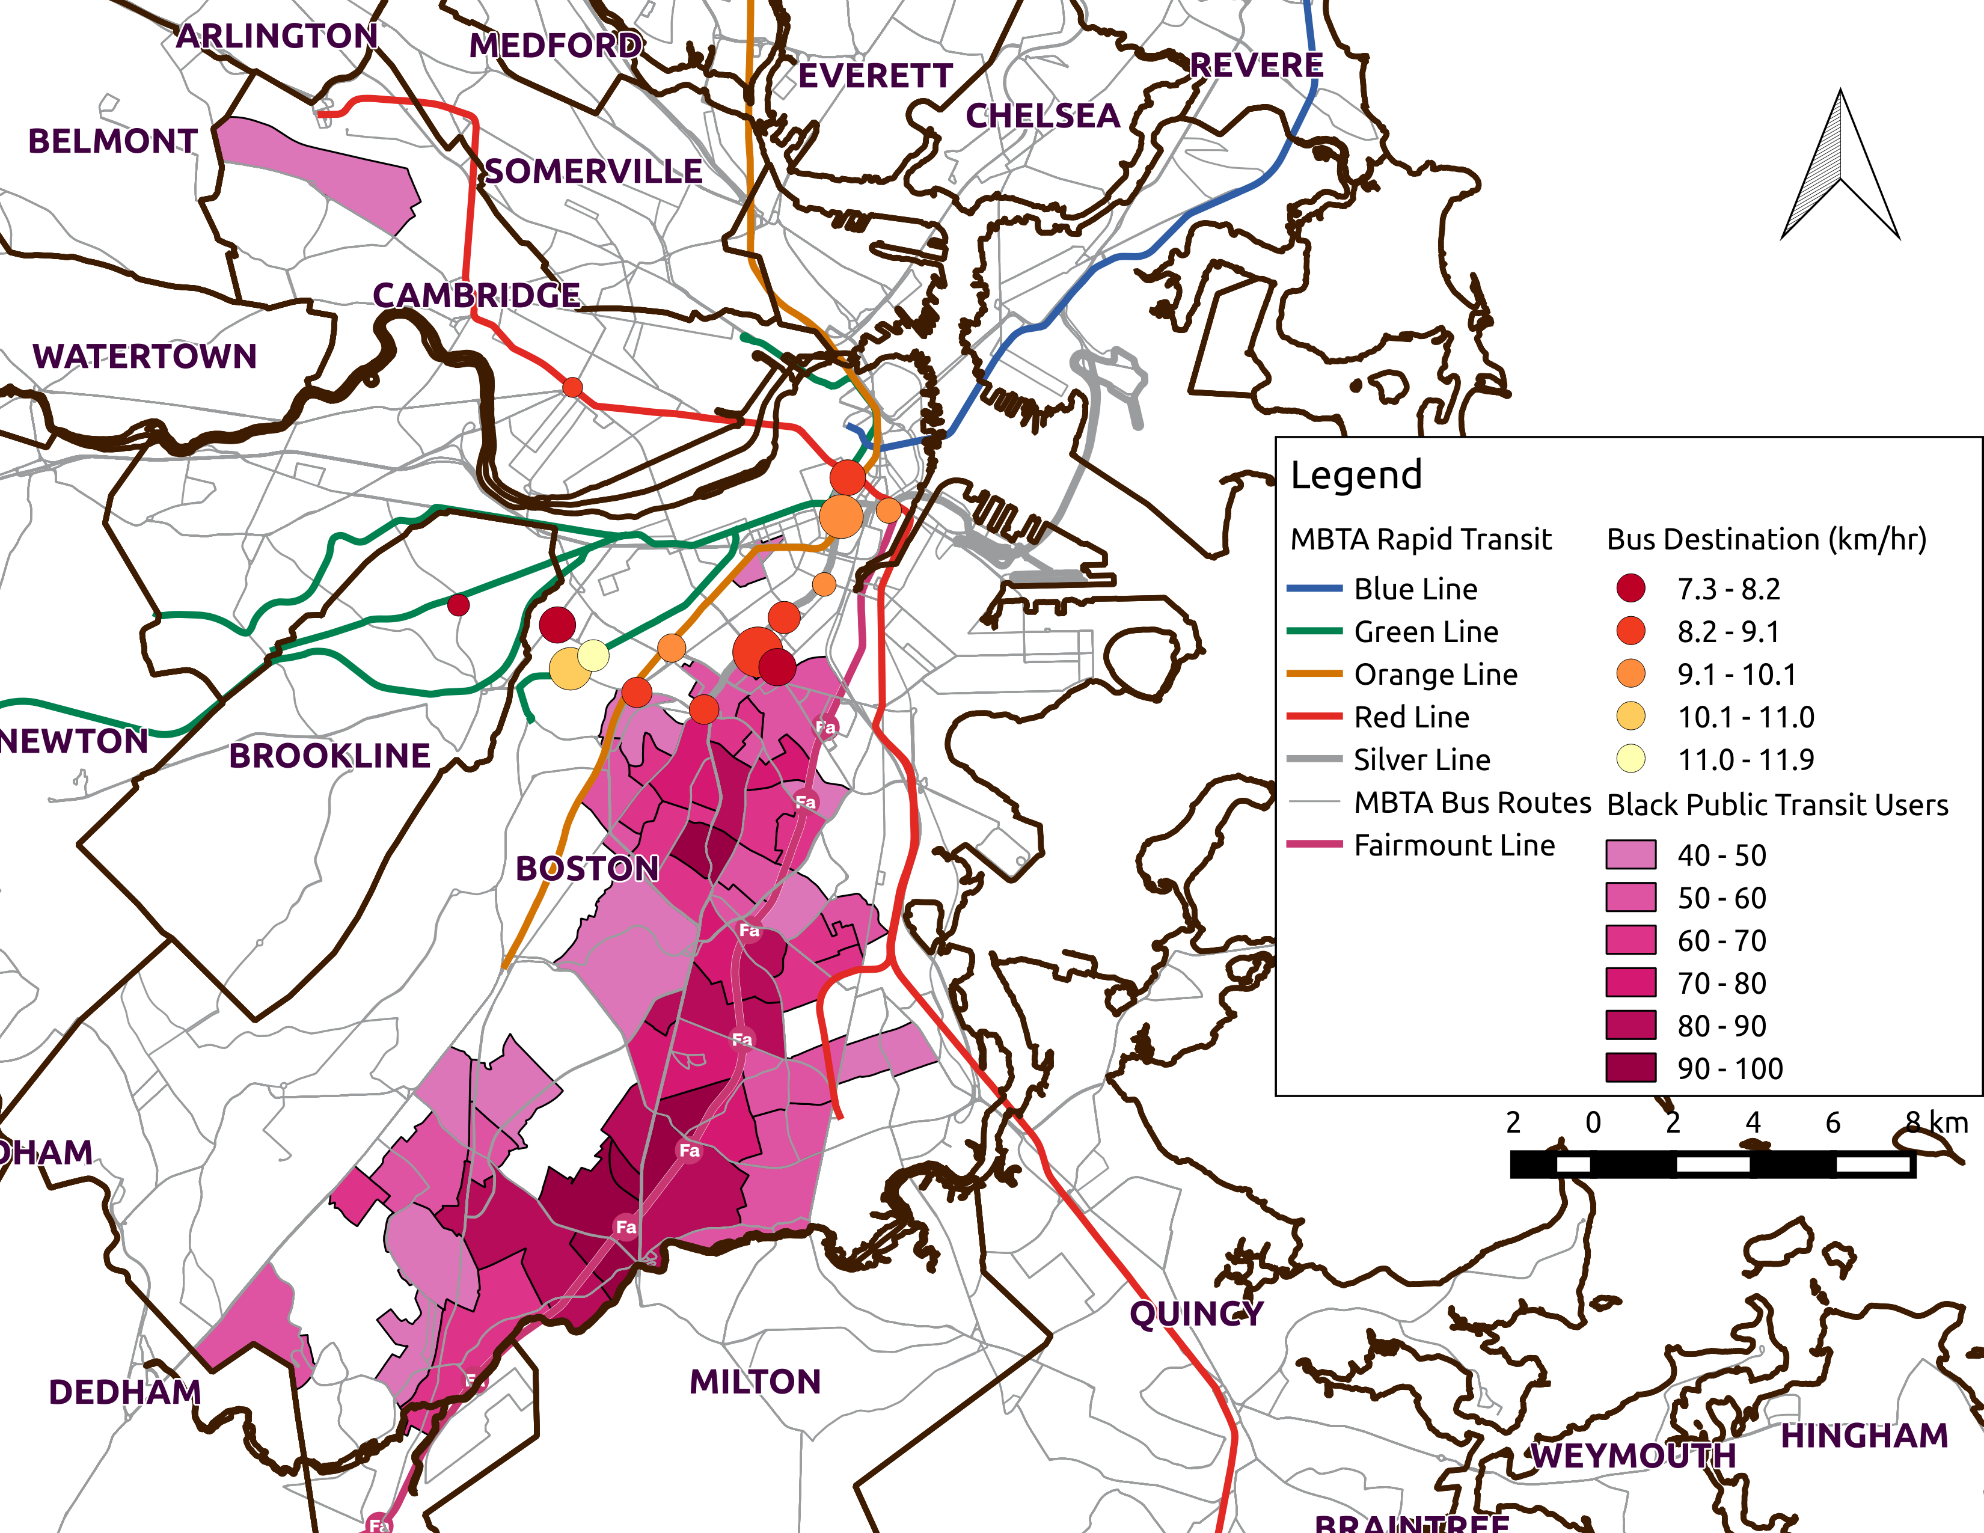 ARLINGTON
MEDFORD
EVERETT
REVERE
CHELSEA
BELMONT
SOMERVILLE
CAMBRIDGE
WATERTOWN
NEWTON
BROOKLINE
BOSTON
Fa
Fa
Fa
Fa
Fa
Fa
Fa
Fa
DHAM
DEDHAM
MILTON
QUINCY
WEYMOUTH
HINGHAM
BRAINTREE
Legend
MBTA Rapid Transit
Blue Line
Green Line
Orange Line
Red Line
Silver Line
MBTA Bus Routes
Fairmount Line
Bus Destination (km/hr)
7.3 - 8.2
8.2 - 9.1
9.1 - 10.1
10.1 - 11.0
11.0 - 11.9
Black Public Transit Users
40 - 50
50 - 60
60 - 70
70 - 80
80 - 90
90 - 100
2 0 2 4 6 8 km